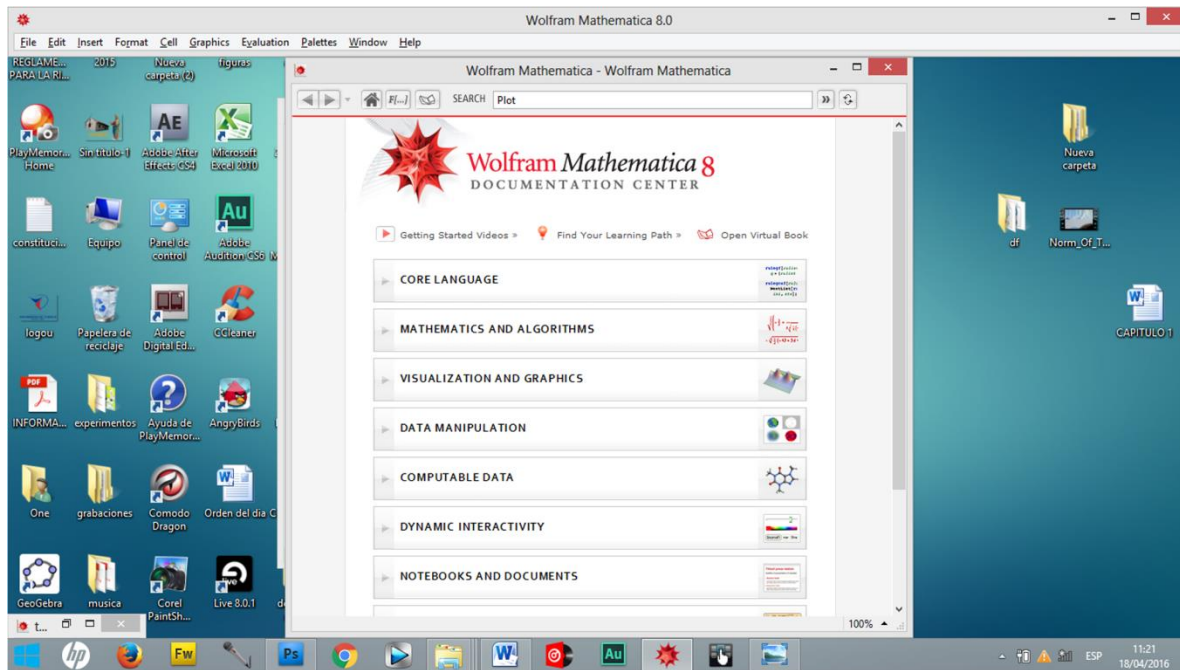 Wolfram Mathematica 8.0
File Edit Insert Format Cell Graphics Evaluation Palettes Window Help
REGLAME... PARA LA RI...
2015
Nueva carpeta (2)
figuras
PlayMemor... Home
Sin título-1
Adobe After Effects CS4
Microsoft Excel 2010
constituci...
Equipo
Panel de control
Adobe Audition CS6
logou
Papelera de reciclaje
Adobe Digital Ed...
CCleaner
INFORMA...
experimentos
Ayuda de PlayMemor...
AngryBirds
One
grabaciones
Comodo Dragon
Orden del dia C
GeoGebra
musica
Corel PaintSh...
Live 8.0.1
t...
Wolfram Mathematica - Wolfram Mathematica
SEARCH Plot
Wolfram Mathematica 8
DOCUMENTATION CENTER
Getting Started Videos » Find Your Learning Path » Open Virtual Book
CORE LANGUAGE
MATHEMATICS AND ALGORITHMS
VISUALIZATION AND GRAPHICS
DATA MANIPULATION
COMPUTABLE DATA
DYNAMIC INTERACTIVITY
NOTEBOOKS AND DOCUMENTS
100%
Nueva carpeta
df
Norm_Of_T...
CAPITULO 1
ESP
11:21
18/04/2016